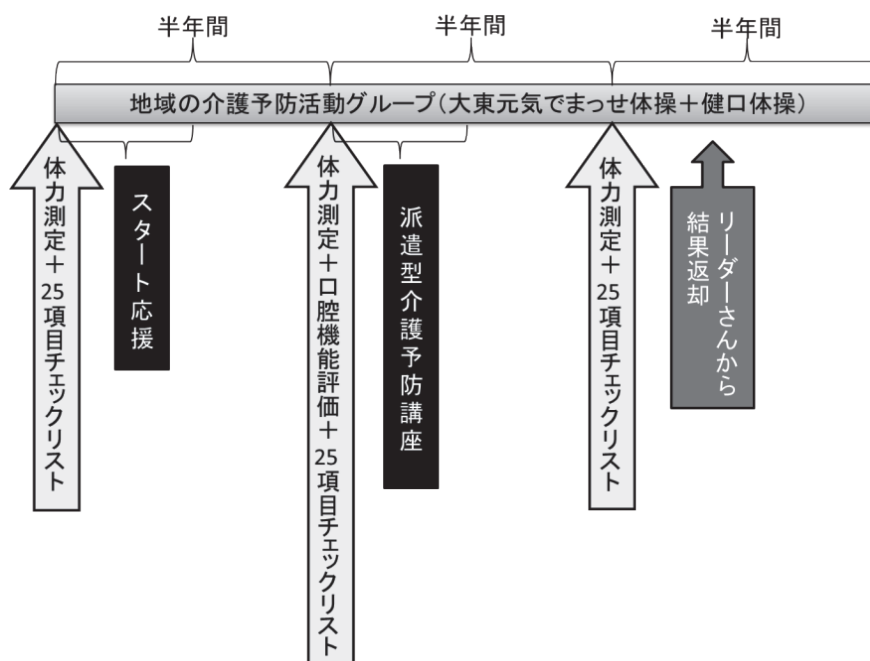 半年間
半年間
半年間
地域の介護予防活動グループ(大東元気でまっせ体操＋健口体操)
体力測定＋25項目チェックリスト
スタート応援
体力測定＋口腔機能評価＋25項目チェックリスト
派遣型介護予防講座
体力測定＋25項目チェックリスト
リーダーさんから
結果返却